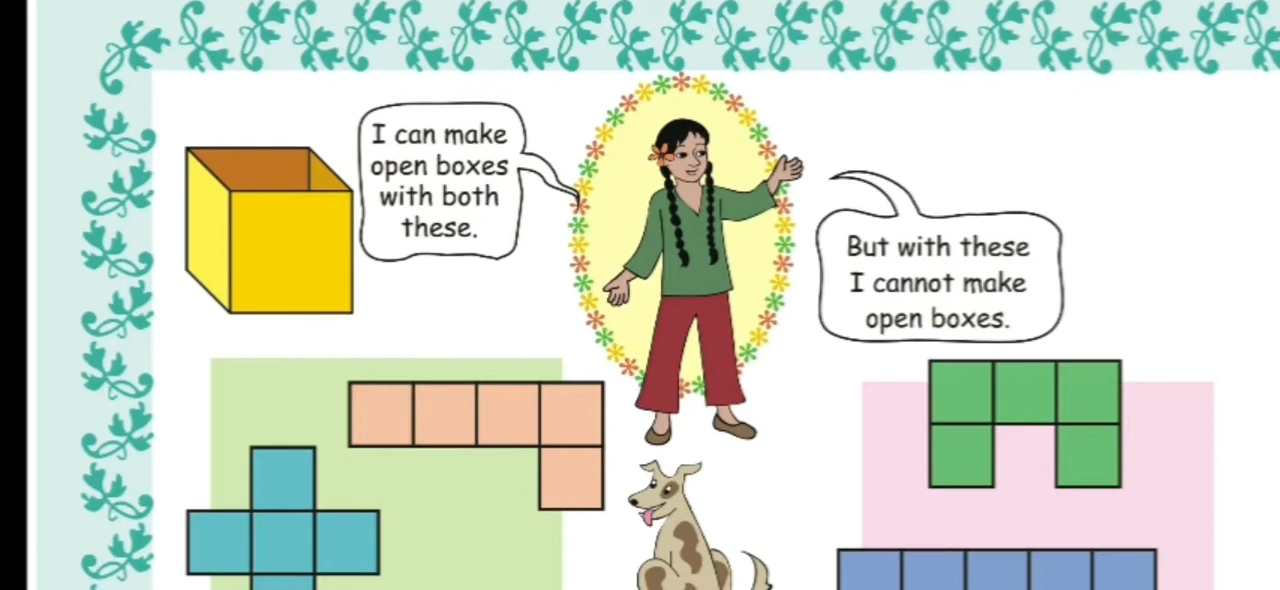 I can make
open boxes
with both
these.
But with these
I cannot make
open boxes.